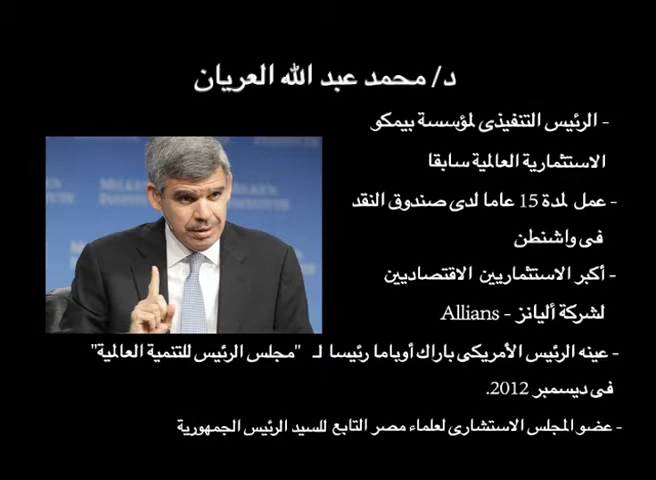 د/ محمد عبد الله العريان
- الرئيس التنفيذى لمؤسسة بيمكو
الاستثمارية العالمية سابقا
- عمل لمدة 15 عاما لدى صندوق النقد
فى واشنطن
- أكبر الاستثماريين الاقتصاديين
لشركة أليانز - Allians
- عينه الرئيس الأمريكى باراك أوباما رئيسا لـ "مجلس الرئيس للتنمية العالمية"
فى ديسمبر 2012.
- عضو المجلس الاستشارى لعلماء مصر التابع للسيد الرئيس الجمهورية
MILKEN
INSTITUTE